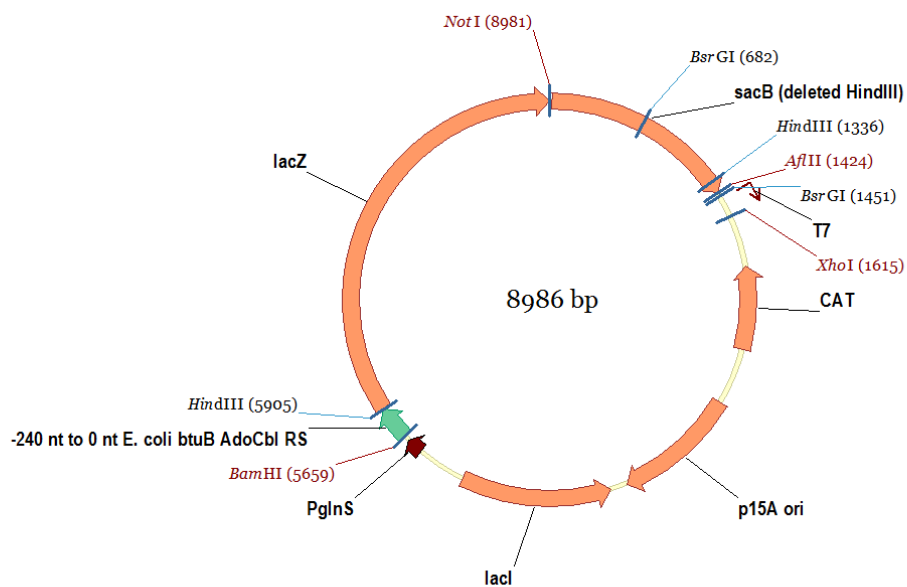 NotI (8981)
BsrGI (682)
sacB (deleted HindIII)
HindIII (1336)
AflII (1424)
BsrGI (1451)
T7
XhoI (1615)
lacZ
8986 bp
CAT
HindIII (5905)
-240 nt to 0 nt E. coli btuB AdoCbl RS
BamHI (5659)
PglnS
p15A ori
lacI